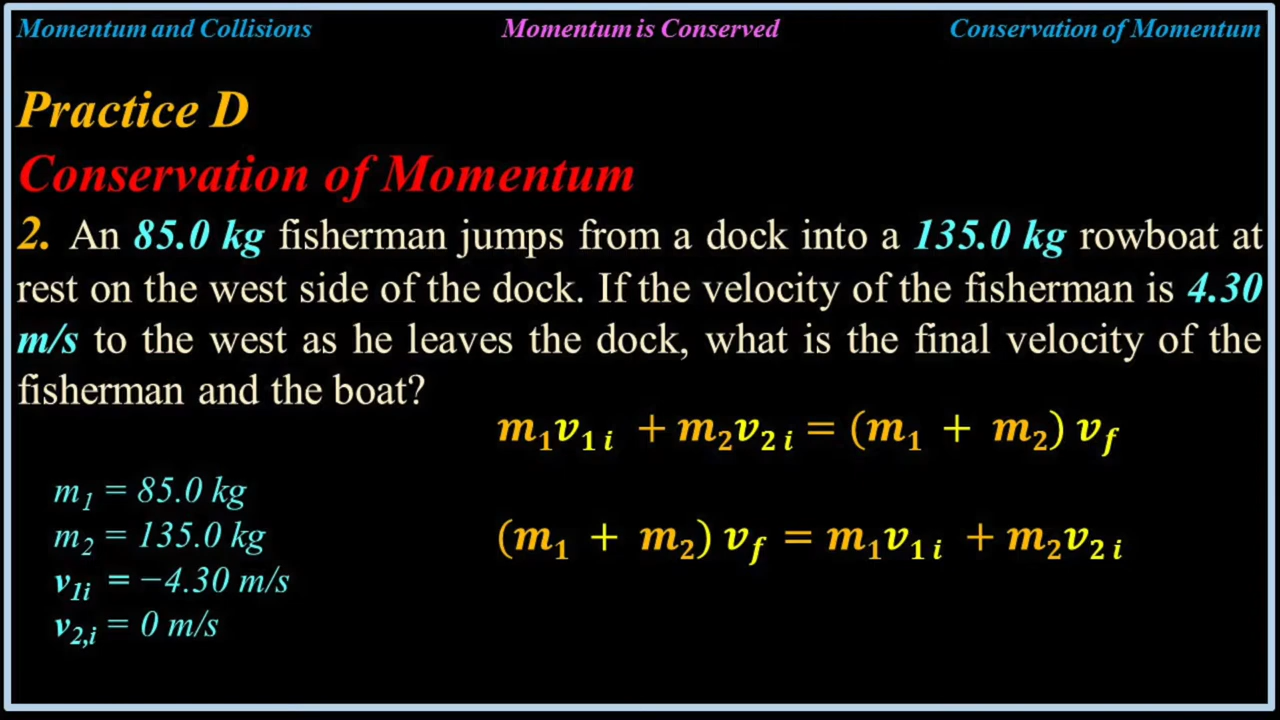 Momentum and Collisions Momentum is Conserved Conservation of Momentum
Practice D
Conservation of Momentum
2. An 85.0 kg fisherman jumps from a dock into a 135.0 kg rowboat at
rest on the west side of the dock. If the velocity of the fisherman is 4.30
m/s to the west as he leaves the dock, what is the final velocity of the
fisherman and the boat?
m₁v₁ᵢ + m₂v₂ᵢ = (m₁ + m₂) v_f
m₁ = 85.0 kg
m₂ = 135.0 kg
(m₁ + m₂) v_f = m₁v₁ᵢ + m₂v₂ᵢ
v₁ᵢ = −4.30 m/s
v₂,ᵢ = 0 m/s